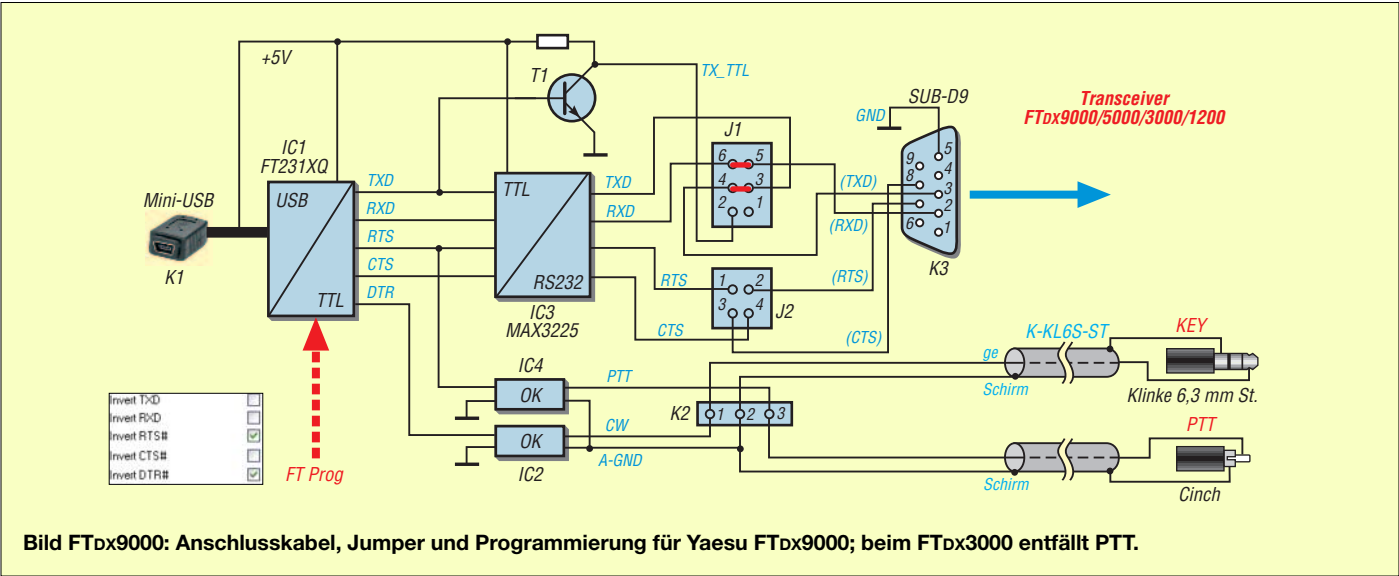 +5V
T1
TX_TTL
SUB-D9
GND
Transceiver
FTDX9000/5000/3000/1200
IC1
FT231XQ
J1
6 5
4 3
2 1
9
8
6
5
4
3
2
1
Mini-USB
K1
USB
TTL
TXD
RXD
RTS
CTS
DTR
TTL
RS232
IC3
MAX3225
TXD
RXD
RTS
CTS
(TXD)
(RXD)
(RTS)
(CTS)
K3
1 2
3 4
J2
IC4
OK
PTT
OK
IC2
CW
A-GND
K2 1 2 3
K-KL6S-ST
KEY
ge
Schirm
Klinke 6,3 mm St.
PTT
Schirm
Cinch
Invert TXD
Invert RXD
Invert RTS#
Invert CTS#
Invert DTR#
FT Prog
Bild FTDX9000: Anschlusskabel, Jumper und Programmierung für Yaesu FTDX9000; beim FTDX3000 entfällt PTT.